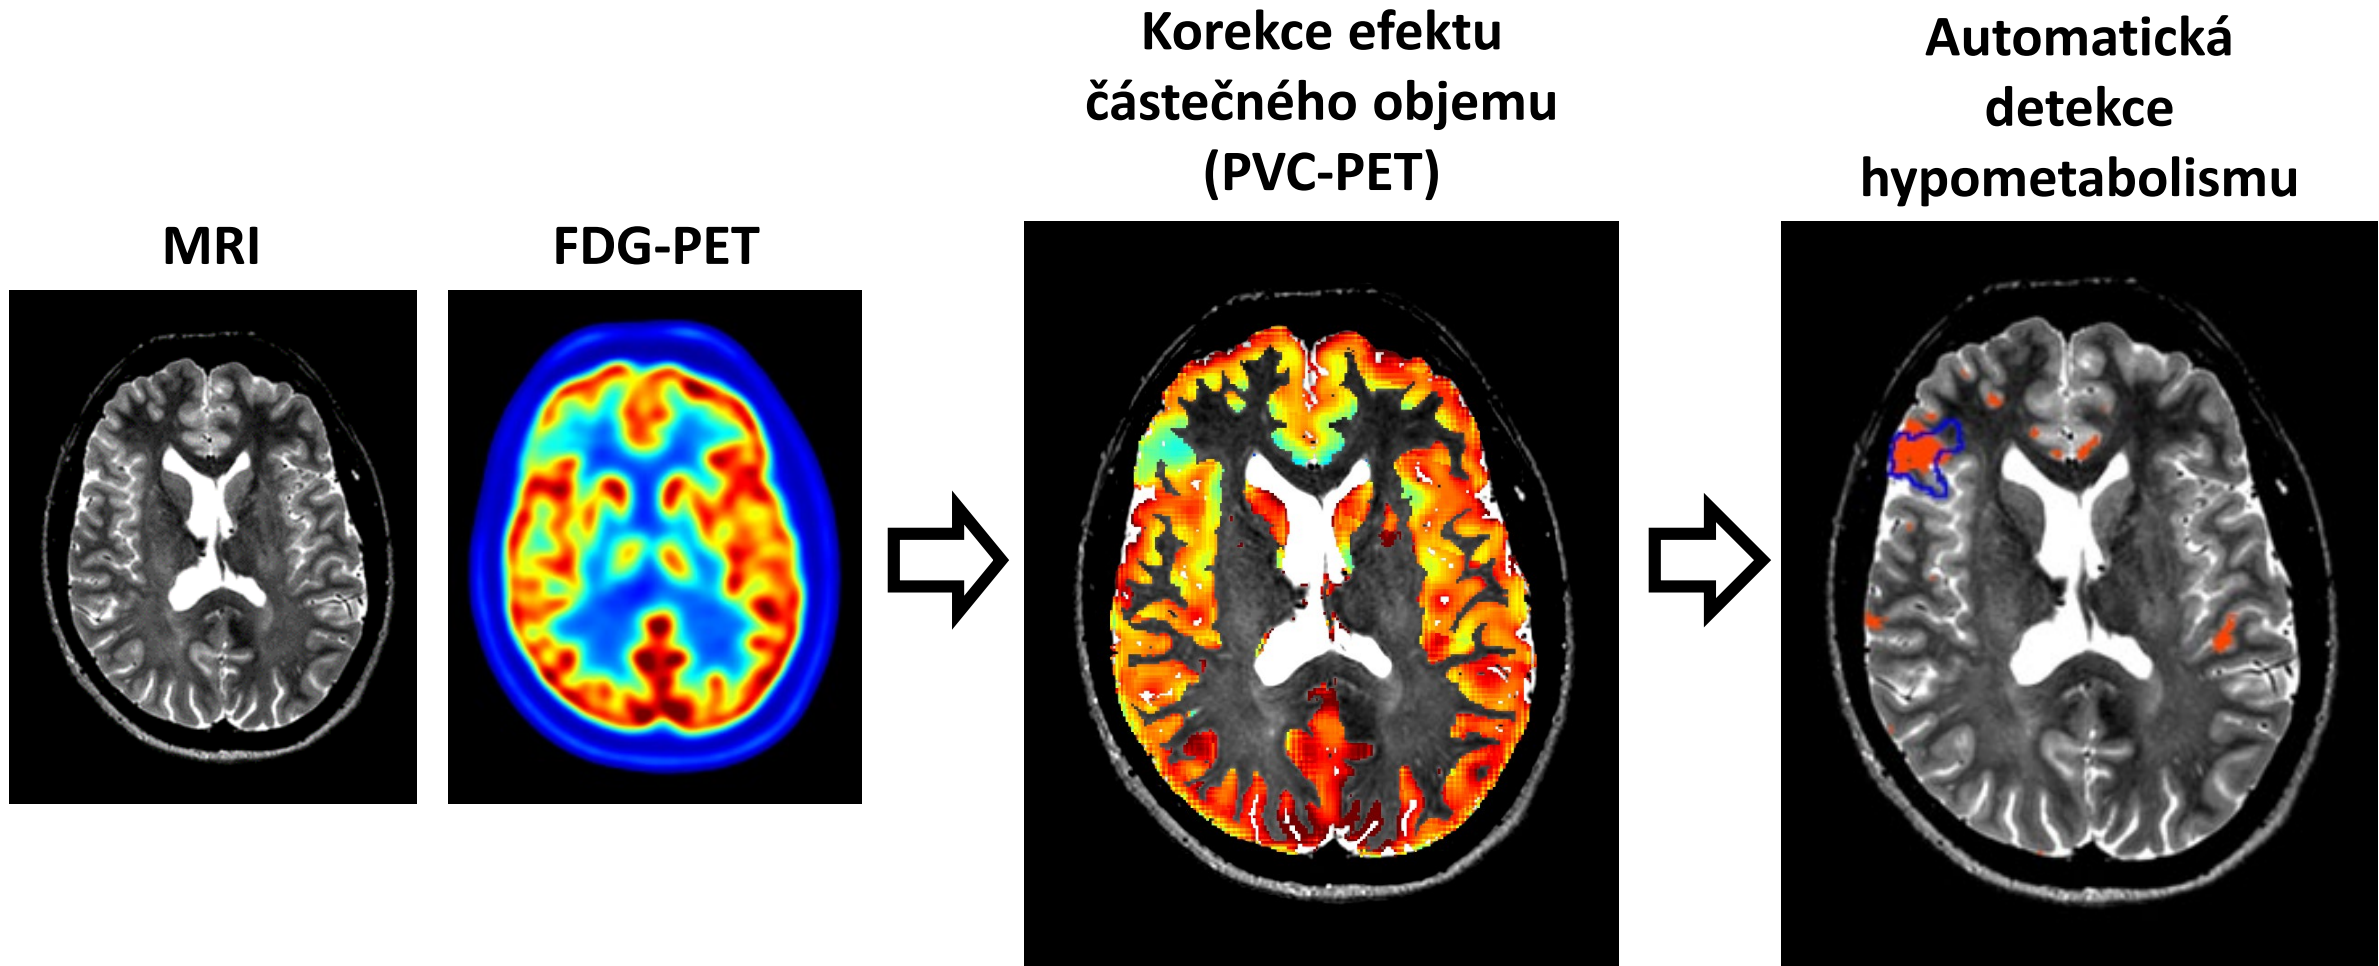 MRI
FDG-PET
Korekce efektu
částečného objemu
(PVC-PET)
Automatická
detekce
hypometabolismu